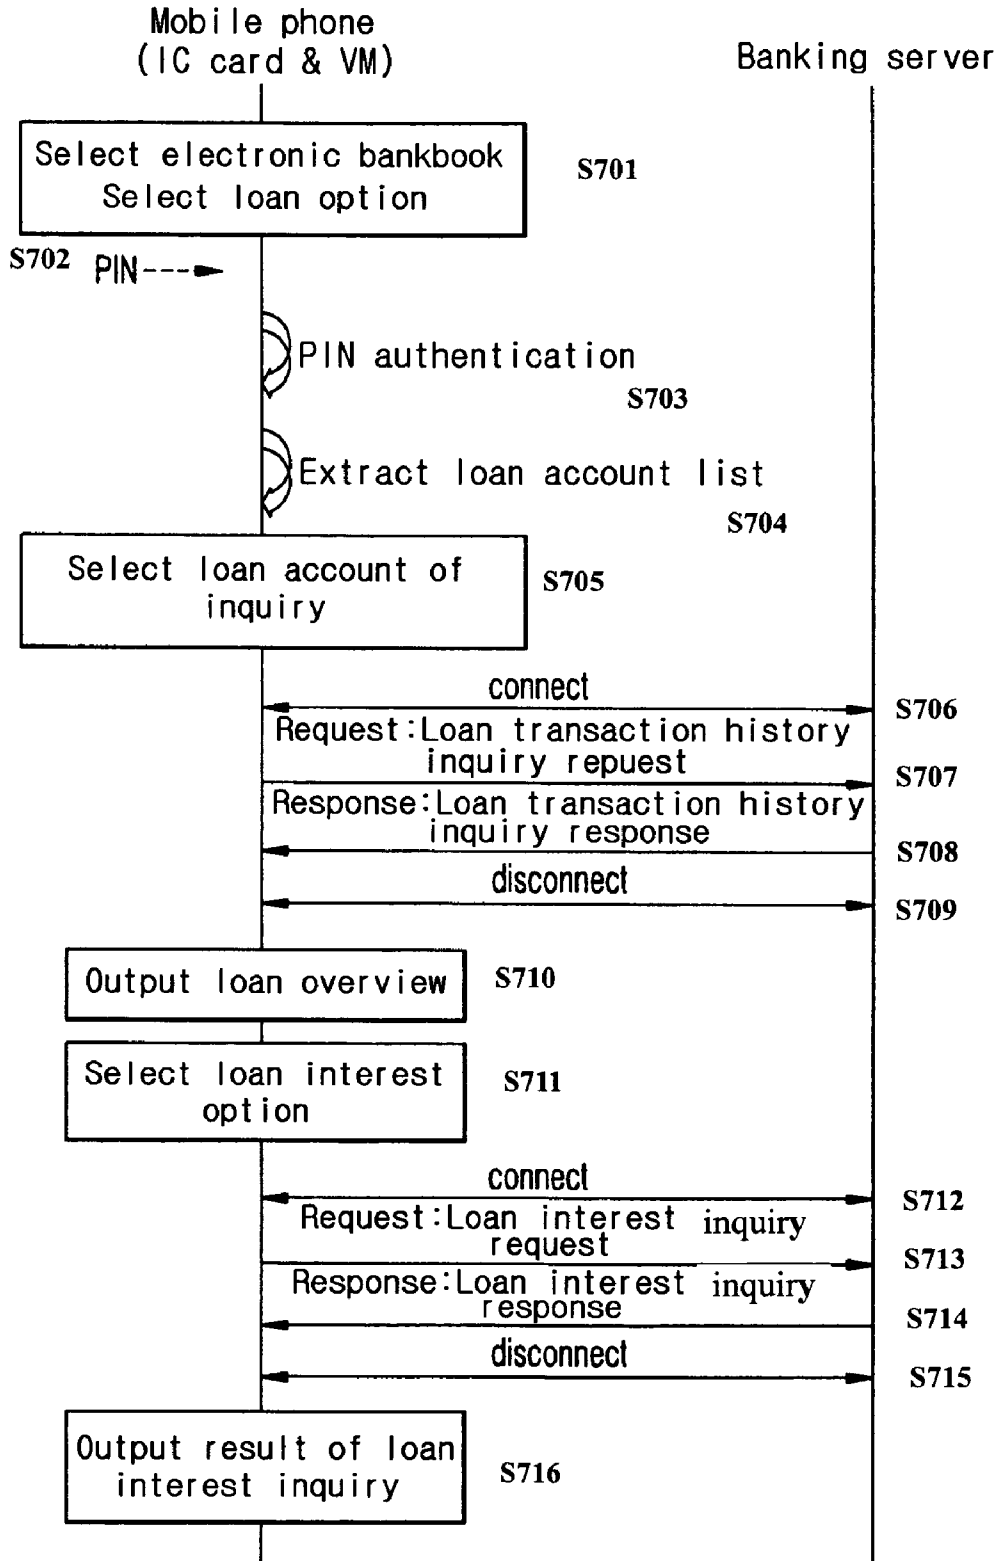 Mobile phone
(IC card & VM)
Banking server
Select electronic bankbook
Select loan option
S701
S702
PIN
PIN authentication
S703
Extract loan account list
S704
Select loan account of
inquiry
S705
connect
S706
Request:Loan transaction history
inquiry repuest
S707
Response:Loan transaction history
inquiry response
S708
disconnect
S709
Output loan overview
S710
Select loan interest
option
S711
connect
S712
Request:Loan interest inquiry
request
S713
Response:Loan interest inquiry
response
S714
disconnect
S715
Output result of loan
interest inquiry
S716